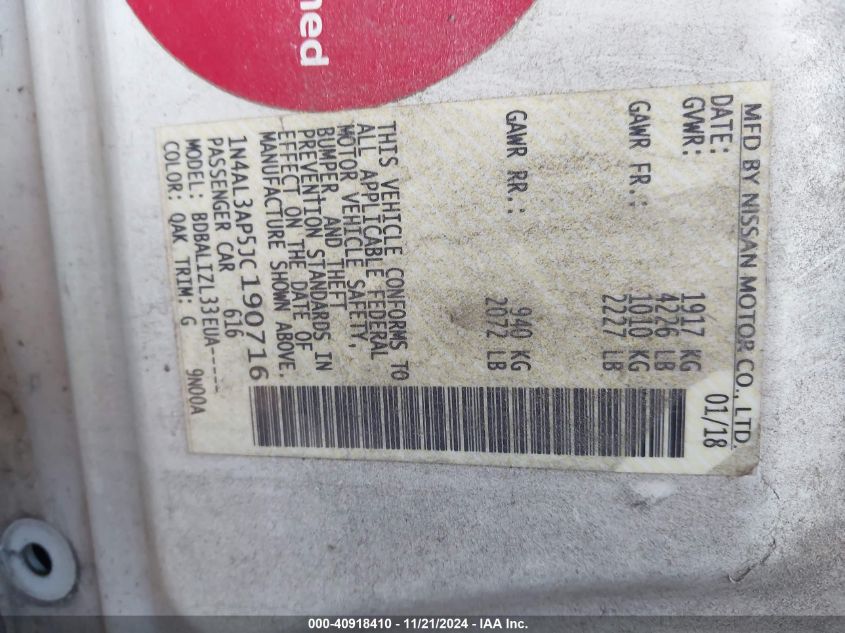 ned
MFD BY NISSAN MOTOR CO., LTD.
DATE: 01/18
GVWR: 1917 KG
4226 LB
GAWR FR.: 1010 KG
2227 LB
GAWR RR.: 940 KG
2072 LB
THIS VEHICLE CONFORMS TO
ALL APPLICABLE FEDERAL
MOTOR VEHICLE SAFETY,
BUMPER AND THEFT
PREVENTION STANDARDS IN
EFFECT ON THE DATE OF
MANUFACTURE SHOWN ABOVE.
1N4AL3AP5JC190716
PASSENGER CAR 616
MODEL: BDBALIZL33EUA-----
COLOR: QAK TRIM: G 9N00A
000-40918410 - 11/21/2024 - IAA Inc.